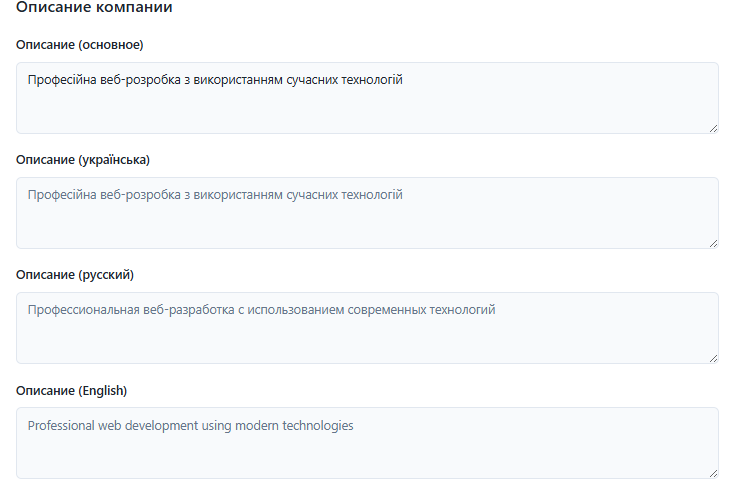 Описание компании
Описание (основное)
Професійна веб-розробка з використанням сучасних технологій
Описание (українська)
Професійна веб-розробка з використанням сучасних технологій
Описание (русский)
Профессиональная веб-разработка с использованием современных технологий
Описание (English)
Professional web development using modern technologies